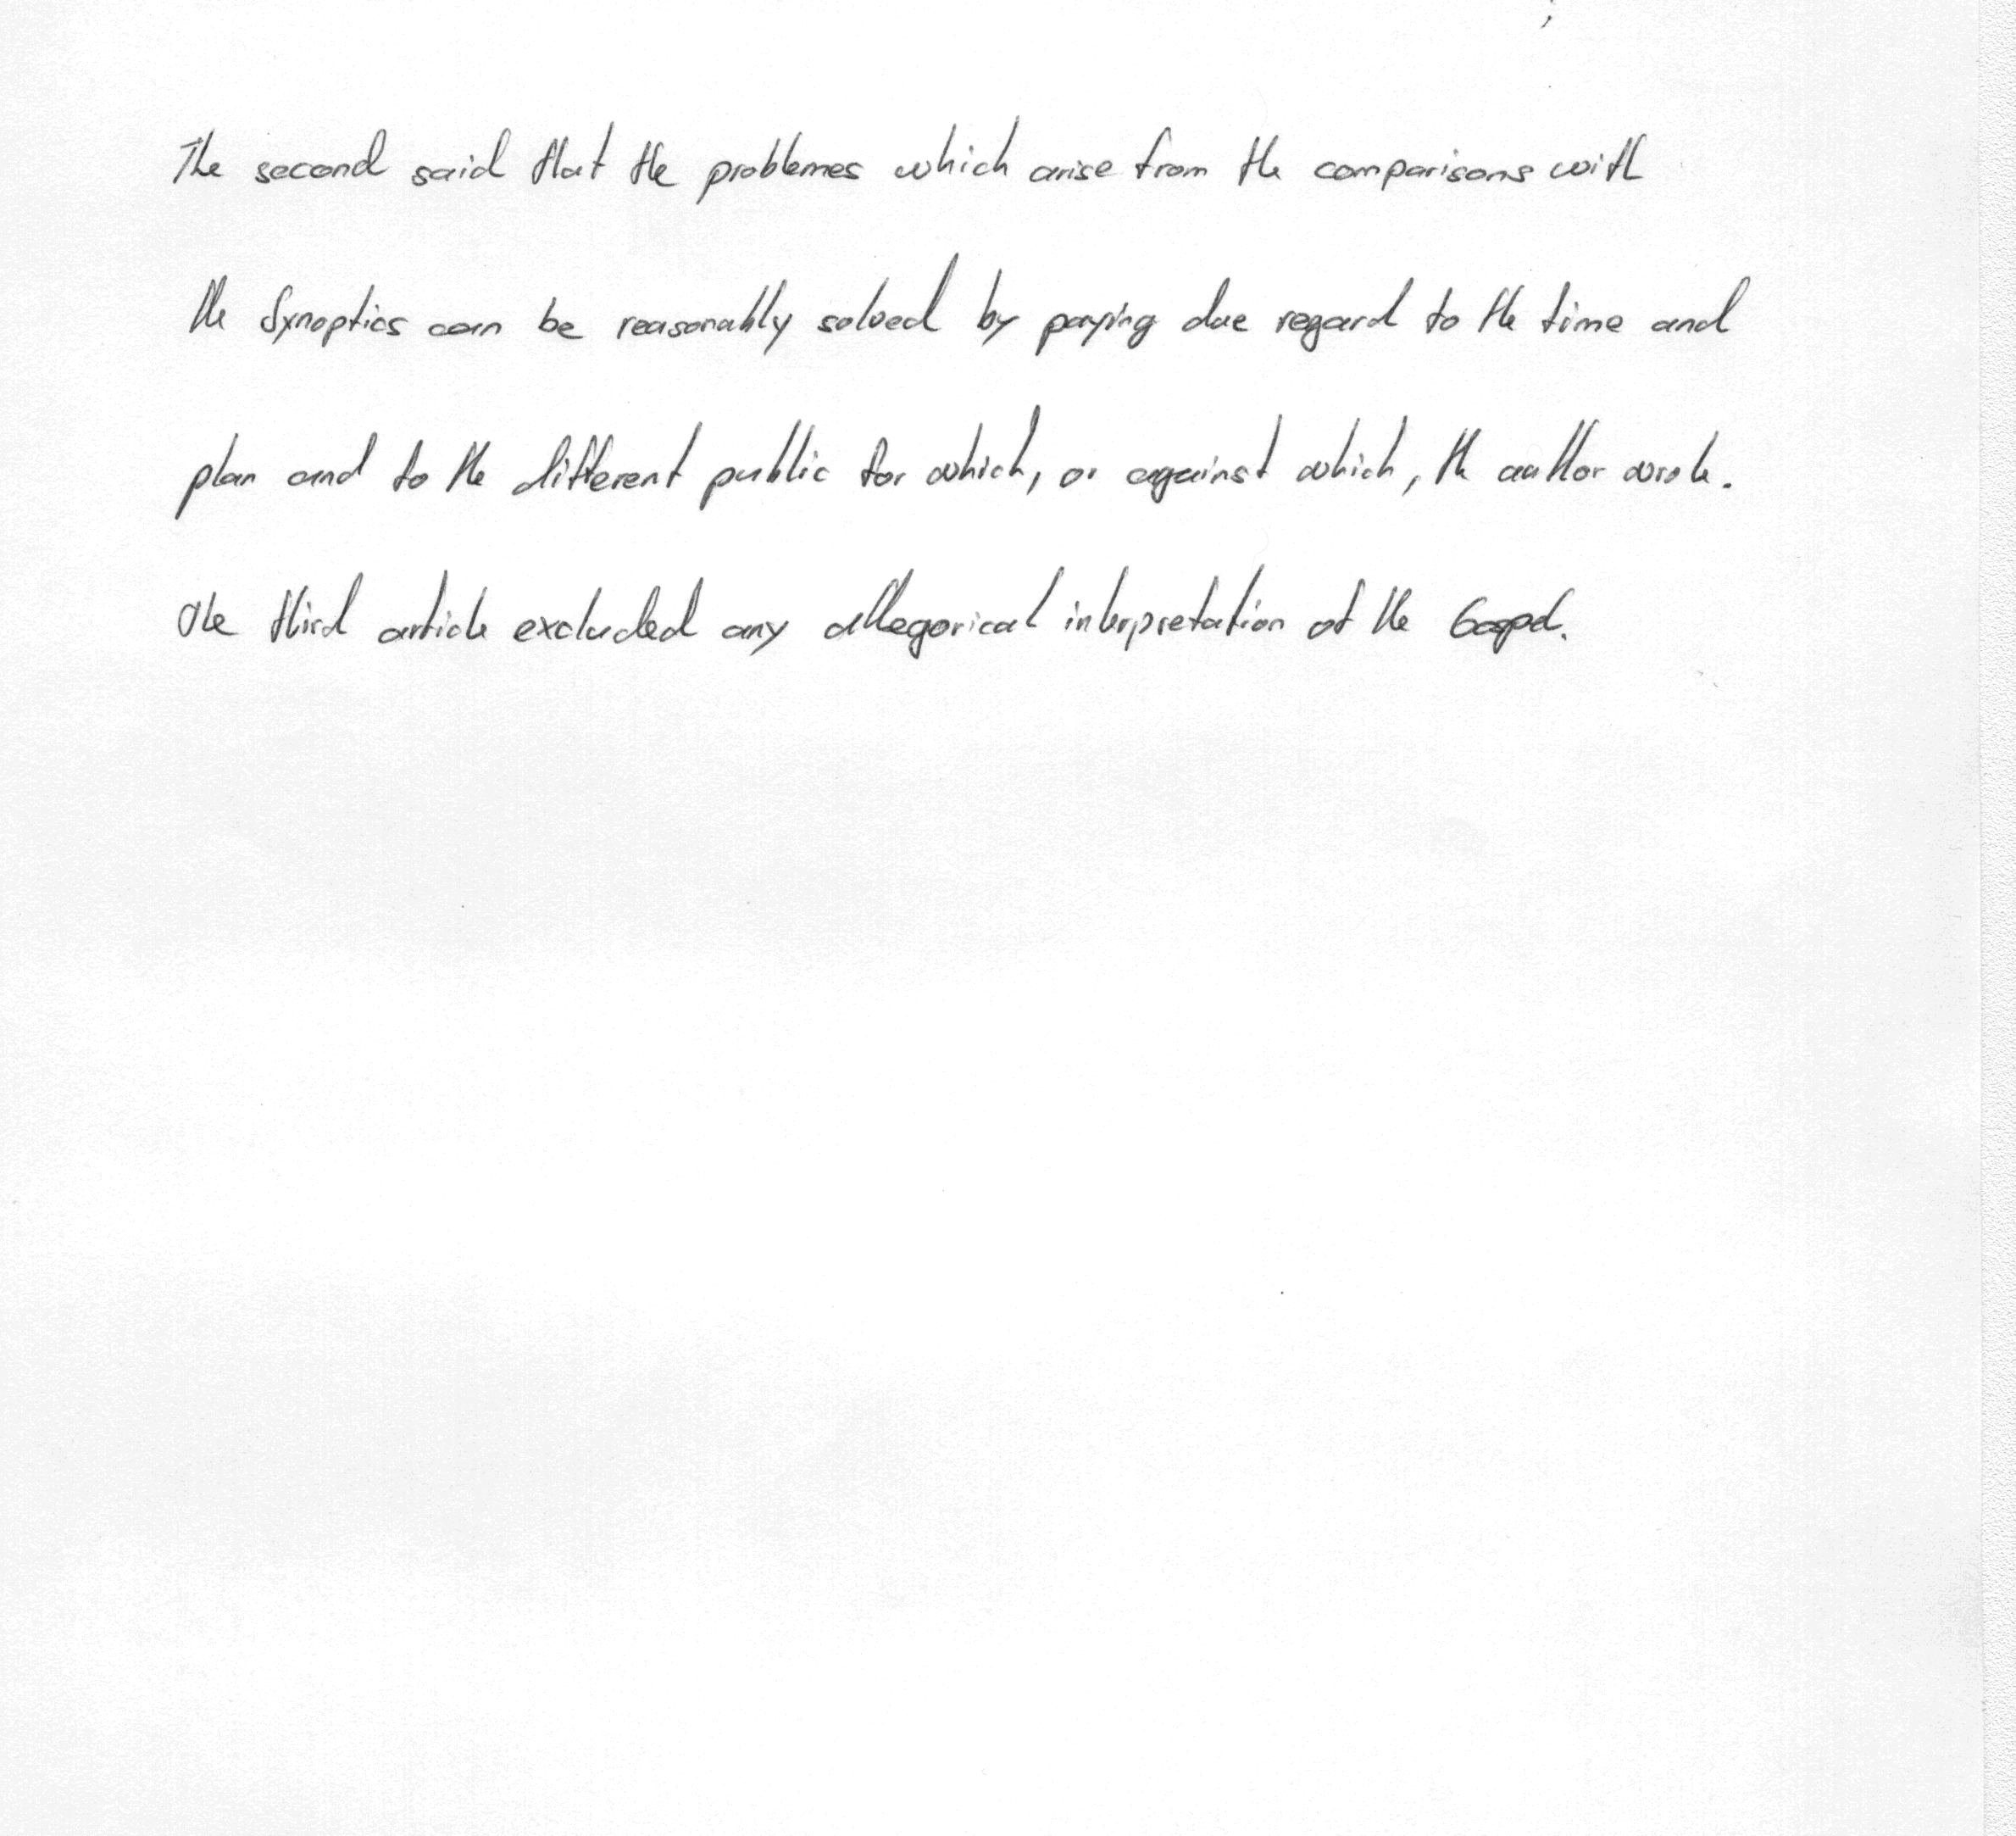 The second said that the problemes which arise from the comparisons with
the Synoptics can be reasonably solved by paying due regard to the time and
plan and to the different public for which, or against which, the author wrote.
The third article excluded any allegorical interpretation of the Gospel.